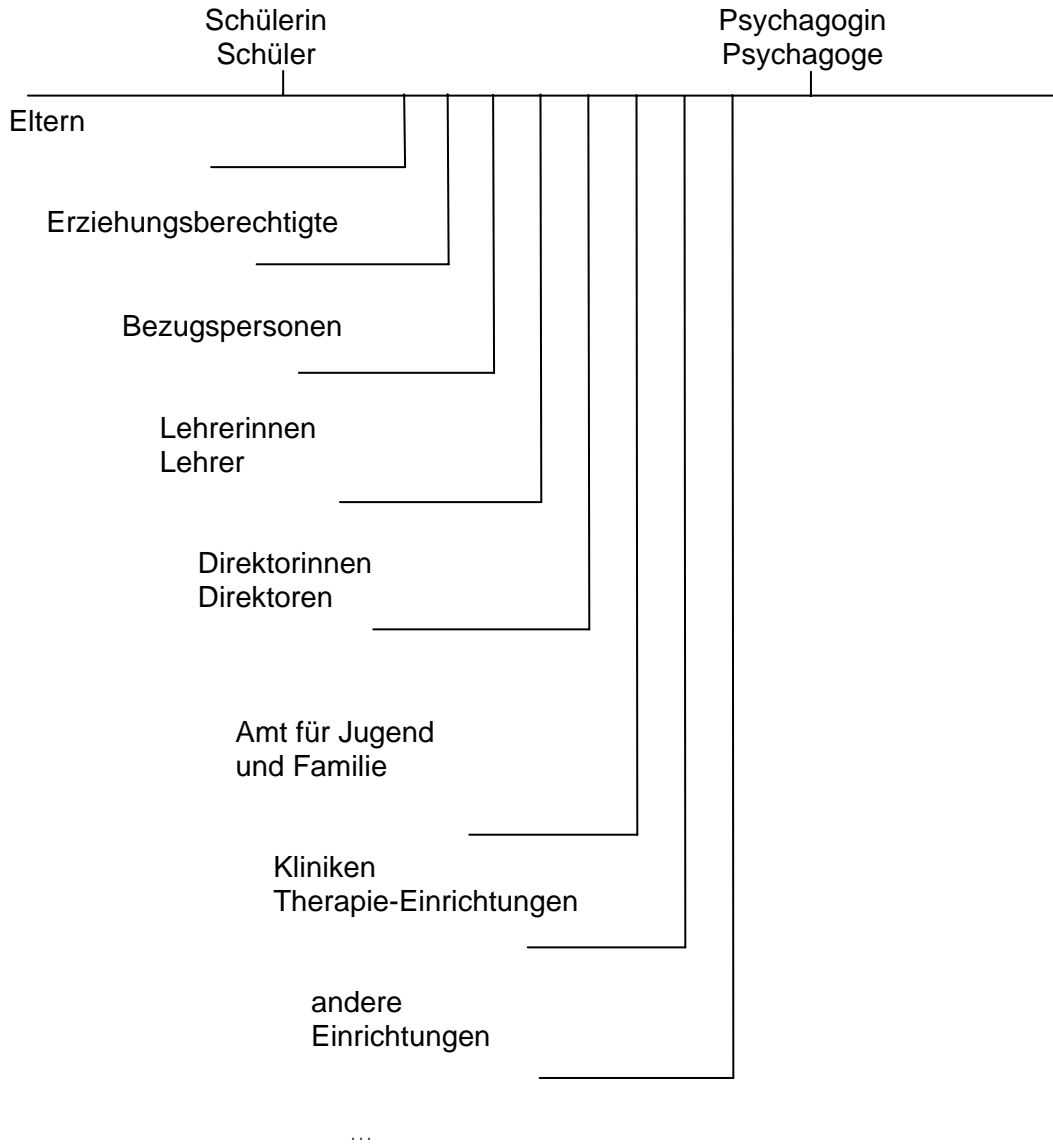 Schülerin
Schüler
Psychagogin
Psychagoge
Eltern
Erziehungsberechtigte
Bezugspersonen
Lehrerinnen
Lehrer
Direktorinnen
Direktoren
Amt für Jugend
und Familie
Kliniken
Therapie-Einrichtungen
andere
Einrichtungen
...